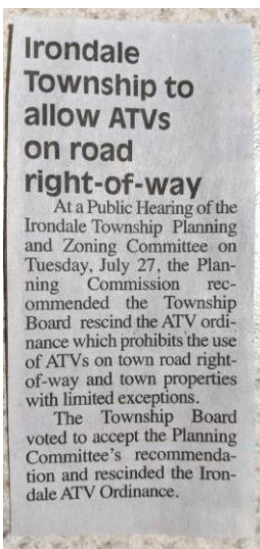 Irondale
Township to
allow ATVs
on road
right-of-way
At a Public Hearing of the
Irondale Township Planning
and Zoning Committee on
Tuesday, July 27, the Plan-
ning Commission rec-
ommended the Township
Board rescind the ATV ordi-
nance which prohibits the use
of ATVs on town road right-
of-way and town properties
with limited exceptions.
The Township Board
voted to accept the Planning
Committee's recommenda-
tion and rescinded the Iron-
dale ATV Ordinance.